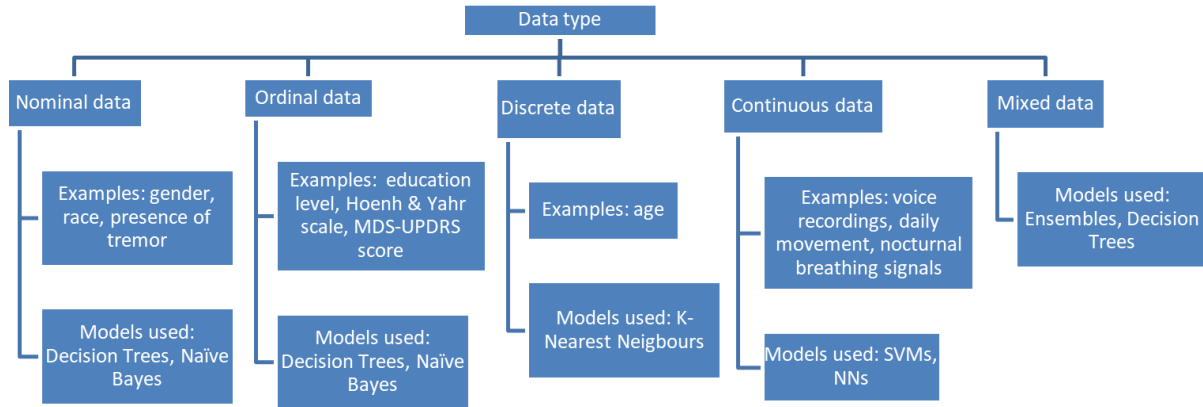 Data type
Nominal data
Examples: gender,
race, presence of
tremor
Models used:
Decision Trees, Naïve
Bayes
Ordinal data
Examples: education
level, Hoenh & Yahr
scale, MDS-UPDRS
score
Models used:
Decision Trees, Naïve
Bayes
Discrete data
Examples: age
Models used: K-
Nearest Neigbours
Continuous data
Examples: voice
recordings, daily
movement, nocturnal
breathing signals
Models used: SVMs,
NNs
Mixed data
Models used:
Ensembles, Decision
Trees